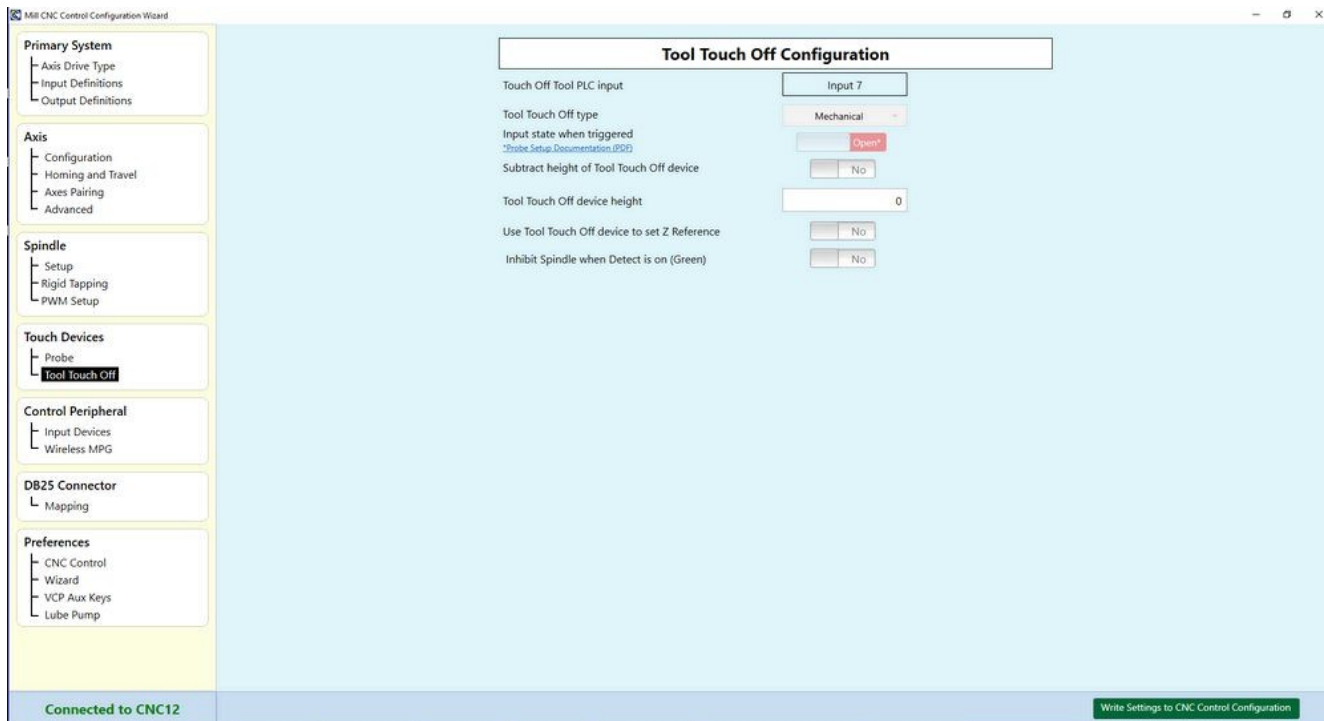 Mill CNC Control Configuration Wizard
Primary System
Axis Drive Type
Input Definitions
Output Definitions
Axis
Configuration
Homing and Travel
Axes Pairing
Advanced
Spindle
Setup
Rigid Tapping
PWM Setup
Touch Devices
Probe
Tool Touch Off
Control Peripheral
Input Devices
Wireless MPG
DB25 Connector
Mapping
Preferences
CNC Control
Wizard
VCP Aux Keys
Lube Pump
Connected to CNC12
Tool Touch Off Configuration
Touch Off Tool PLC input Input 7
Tool Touch Off type Mechanical
Input state when triggered Open*
*Probe Setup Documentation (PDF)
Subtract height of Tool Touch Off device No
Tool Touch Off device height 0
Use Tool Touch Off device to set Z Reference No
Inhibit Spindle when Detect is on (Green) No
Write Settings to CNC Control Configuration